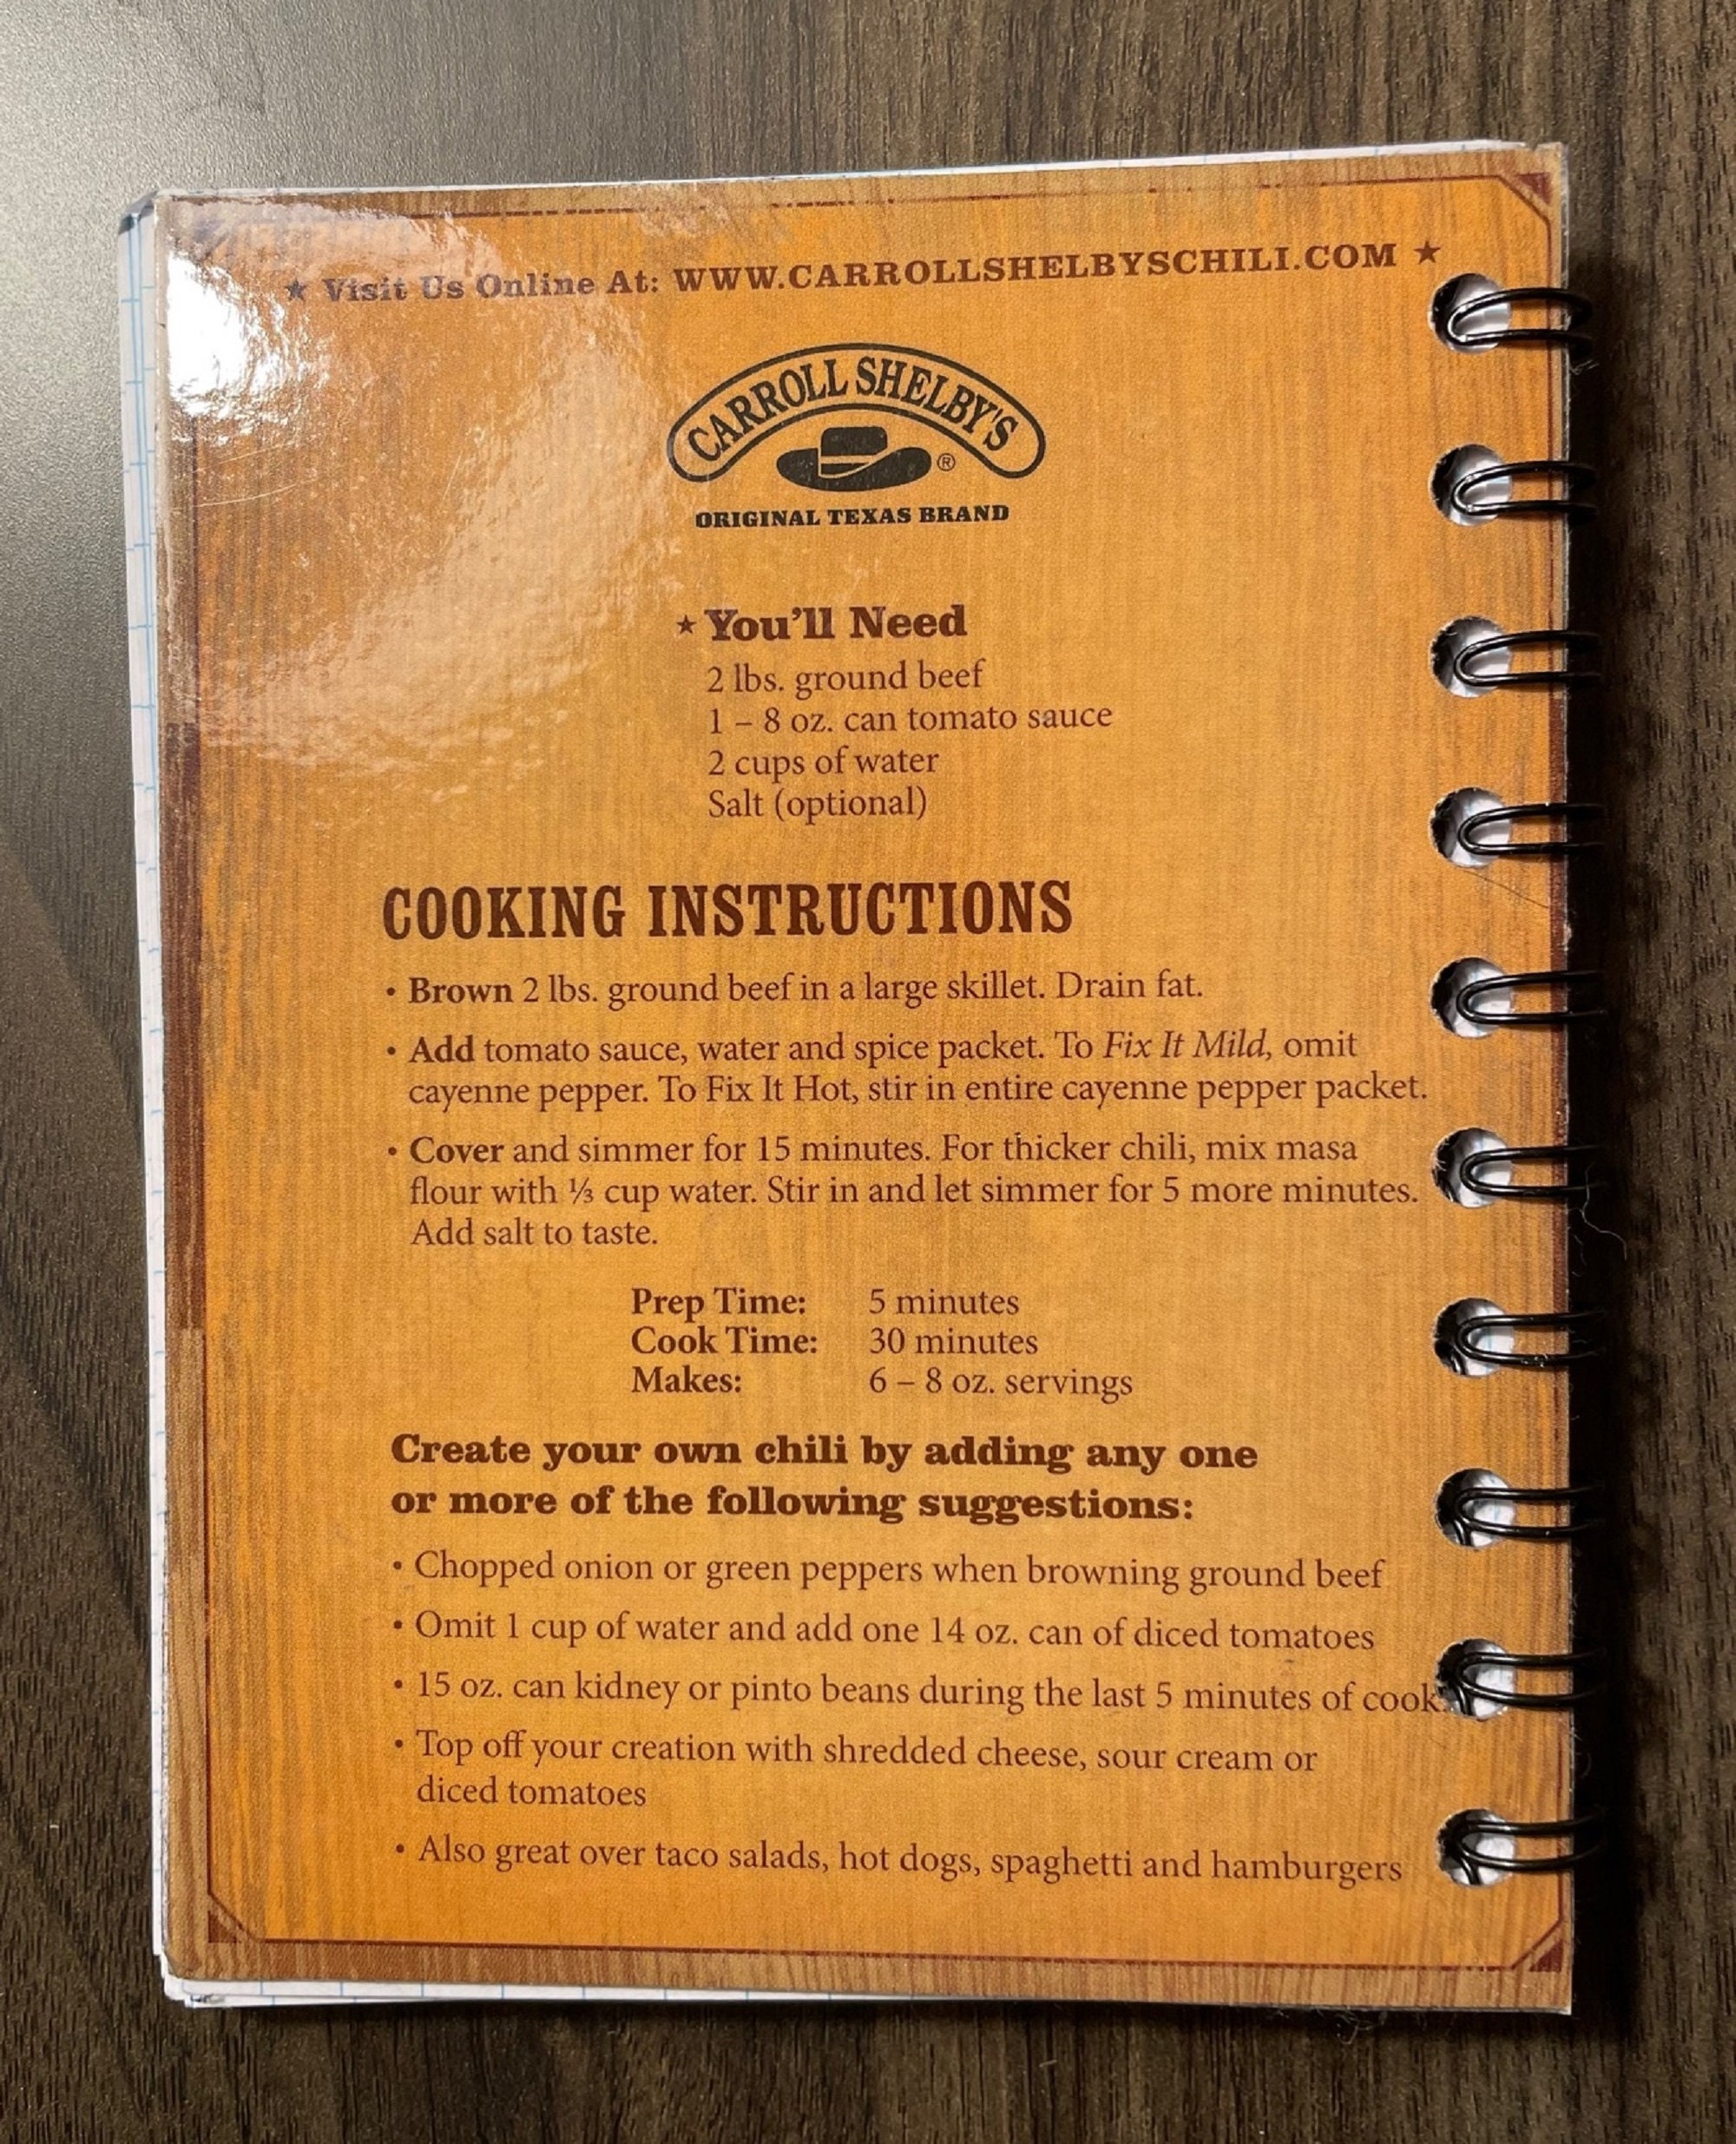 ★ Visit Us Online At: WWW.CARROLLSHELBYSCHILI.COM ★
CARROLL SHELBY'S
®
ORIGINAL TEXAS BRAND
★ You'll Need
2 lbs. ground beef
1 – 8 oz. can tomato sauce
2 cups of water
Salt (optional)
COOKING INSTRUCTIONS
• Brown 2 lbs. ground beef in a large skillet. Drain fat.
• Add tomato sauce, water and spice packet. To Fix It Mild, omit
cayenne pepper. To Fix It Hot, stir in entire cayenne pepper packet.
• Cover and simmer for 15 minutes. For thicker chili, mix masa
flour with ⅓ cup water. Stir in and let simmer for 5 more minutes.
Add salt to taste.
Prep Time: 5 minutes
Cook Time: 30 minutes
Makes: 6 – 8 oz. servings
Create your own chili by adding any one
or more of the following suggestions:
• Chopped onion or green peppers when browning ground beef
• Omit 1 cup of water and add one 14 oz. can of diced tomatoes
• 15 oz. can kidney or pinto beans during the last 5 minutes of cook
• Top off your creation with shredded cheese, sour cream or
diced tomatoes
• Also great over taco salads, hot dogs, spaghetti and hamburgers